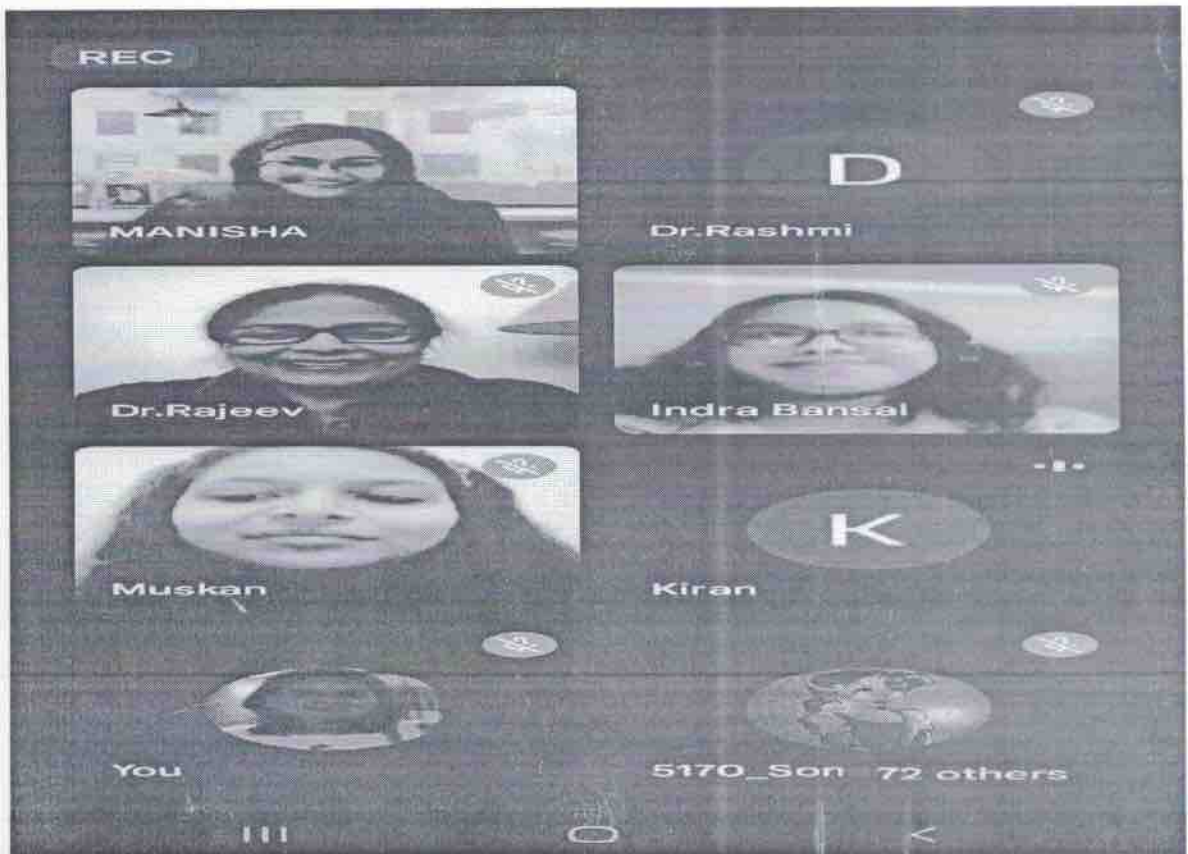 REC
D
MANISHA
Dr.Rashmi
Dr.Rajeev
Indra Bansal
K
Muskan
Kiran
You
5170_Son 72 others